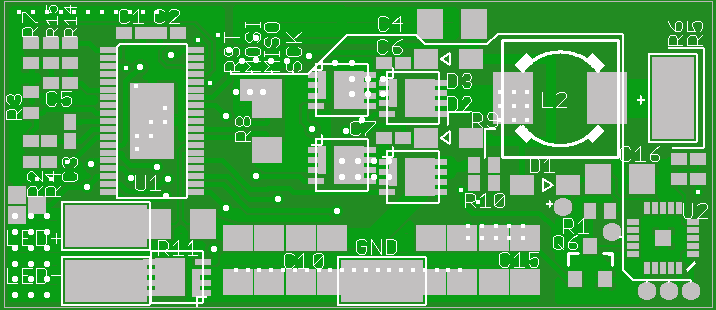 R7
R15
R14
C1 C2
RST
MOSI
MISO
SCK
C4
C6
R6
R5
R3
C5
D3
D2
L2
R8
C7
R9
C3
R2
R4
U1
D1
C16
R10
U2
LED+
R1
Q6
R11
GND
C10
C15
LED-